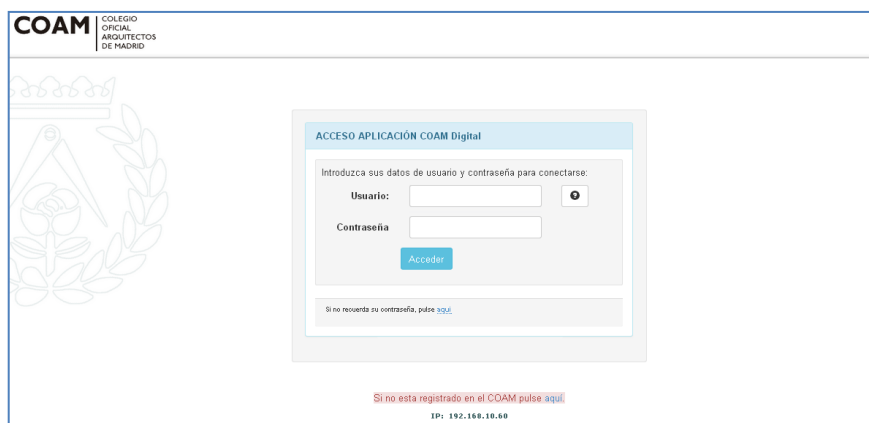 COAM
COLEGIO
OFICIAL
ARQUITECTOS
DE MADRID
ACCESO APLICACIÓN COAM Digital
Introduzca sus datos de usuario y contraseña para conectarse:
Usuario:
Contraseña
Acceder
Si no recuerda su contraseña, pulse aquí
Si no esta registrado en el COAM pulse aquí.
IP: 192.168.10.60